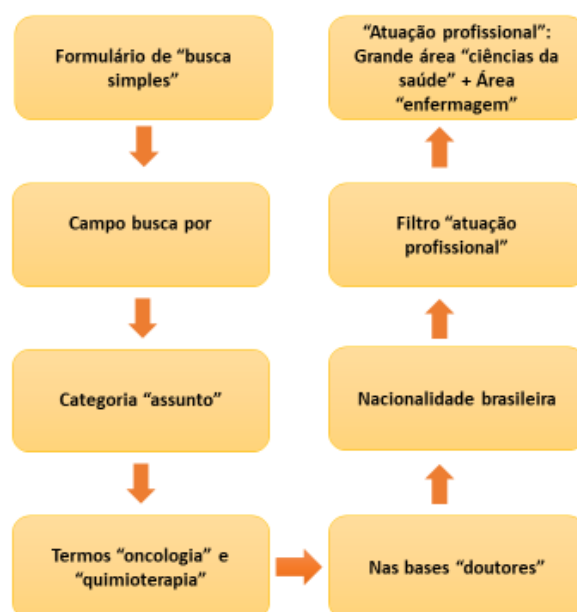 Formulário de “busca
simples”
Campo busca por
Categoria “assunto”
Termos “oncologia” e
“quimioterapia”
Nas bases “doutores”
Nacionalidade brasileira
Filtro “atuação
profissional”
“Atuação profissional”:
Grande área “ciências da
saúde” + Área
“enfermagem”